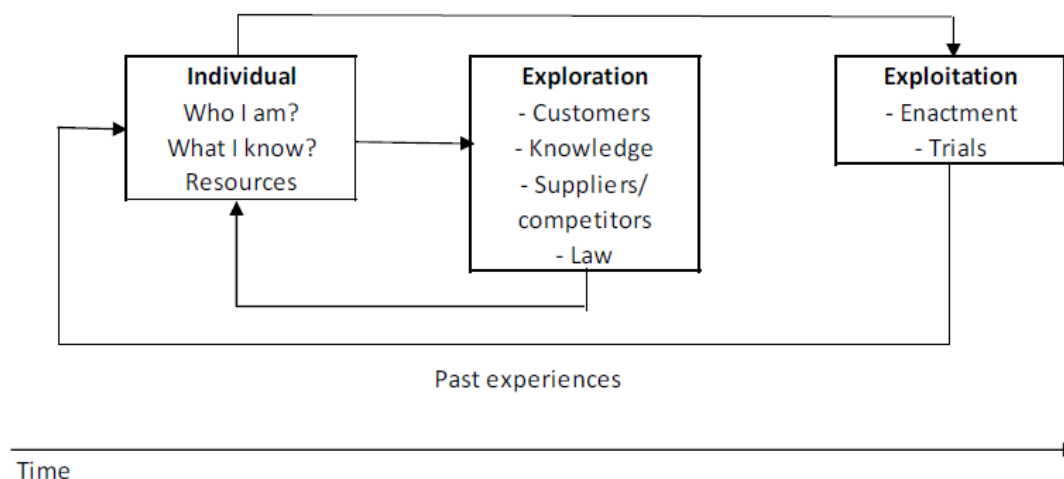 Individual
Who I am?
What I know?
Resources
Exploration
- Customers
- Knowledge
- Suppliers/
competitors
- Law
Exploitation
- Enactment
- Trials
Past experiences
Time